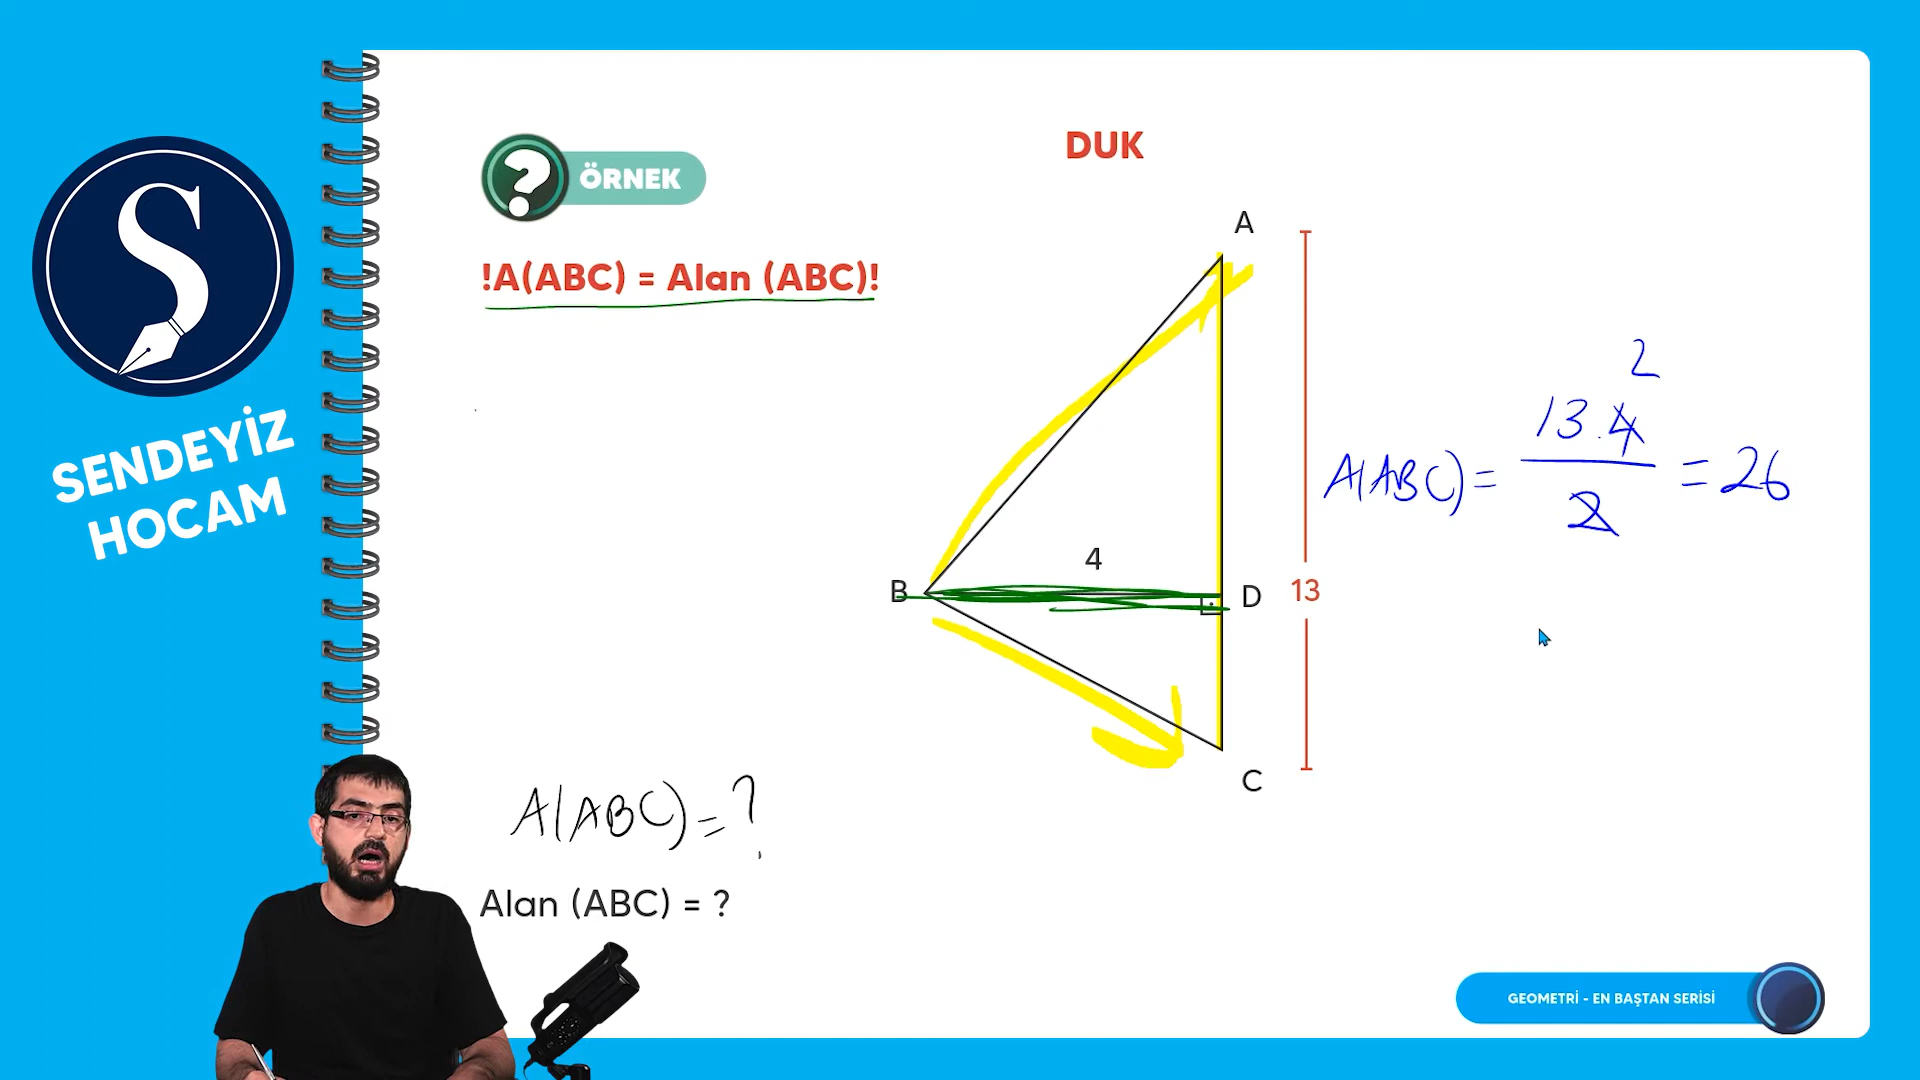 SENDEYİZ
HOCAM
ÖRNEK
DUK
!A(ABC) = Alan (ABC)!
A
B
4
D
13
C
2
A(ABC) = 13.4 / 2 = 26
A(ABC) = ?
Alan (ABC) = ?
GEOMETRİ - EN BAŞTAN SERİSİ